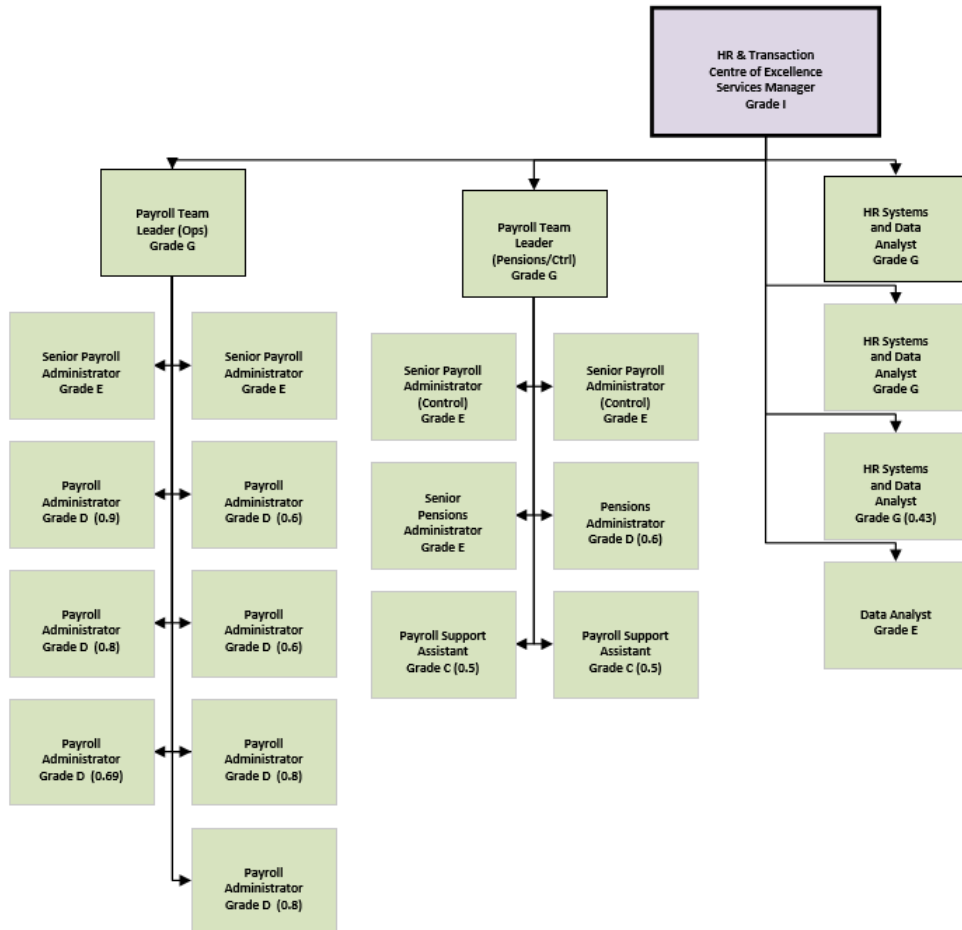 HR & Transaction
Centre of Excellence
Services Manager
Grade I
Payroll Team
Leader (Ops)
Grade G
Payroll Team
Leader
(Pensions/Ctrl)
Grade G
HR Systems
and Data
Analyst
Grade G
Senior Payroll
Administrator
Grade E
Senior Payroll
Administrator
Grade E
Senior Payroll
Administrator
(Control)
Grade E
Senior Payroll
Administrator
(Control)
Grade E
HR Systems
and Data
Analyst
Grade G
Payroll
Administrator
Grade D (0.9)
Payroll
Administrator
Grade D (0.6)
Senior
Pensions
Administrator
Grade E
Pensions
Administrator
Grade D (0.6)
HR Systems
and Data
Analyst
Grade G (0.43)
Payroll
Administrator
Grade D (0.8)
Payroll
Administrator
Grade D (0.6)
Payroll Support
Assistant
Grade C (0.5)
Payroll Support
Assistant
Grade C (0.5)
Data Analyst
Grade E
Payroll
Administrator
Grade D (0.69)
Payroll
Administrator
Grade D (0.8)
Payroll
Administrator
Grade D (0.8)